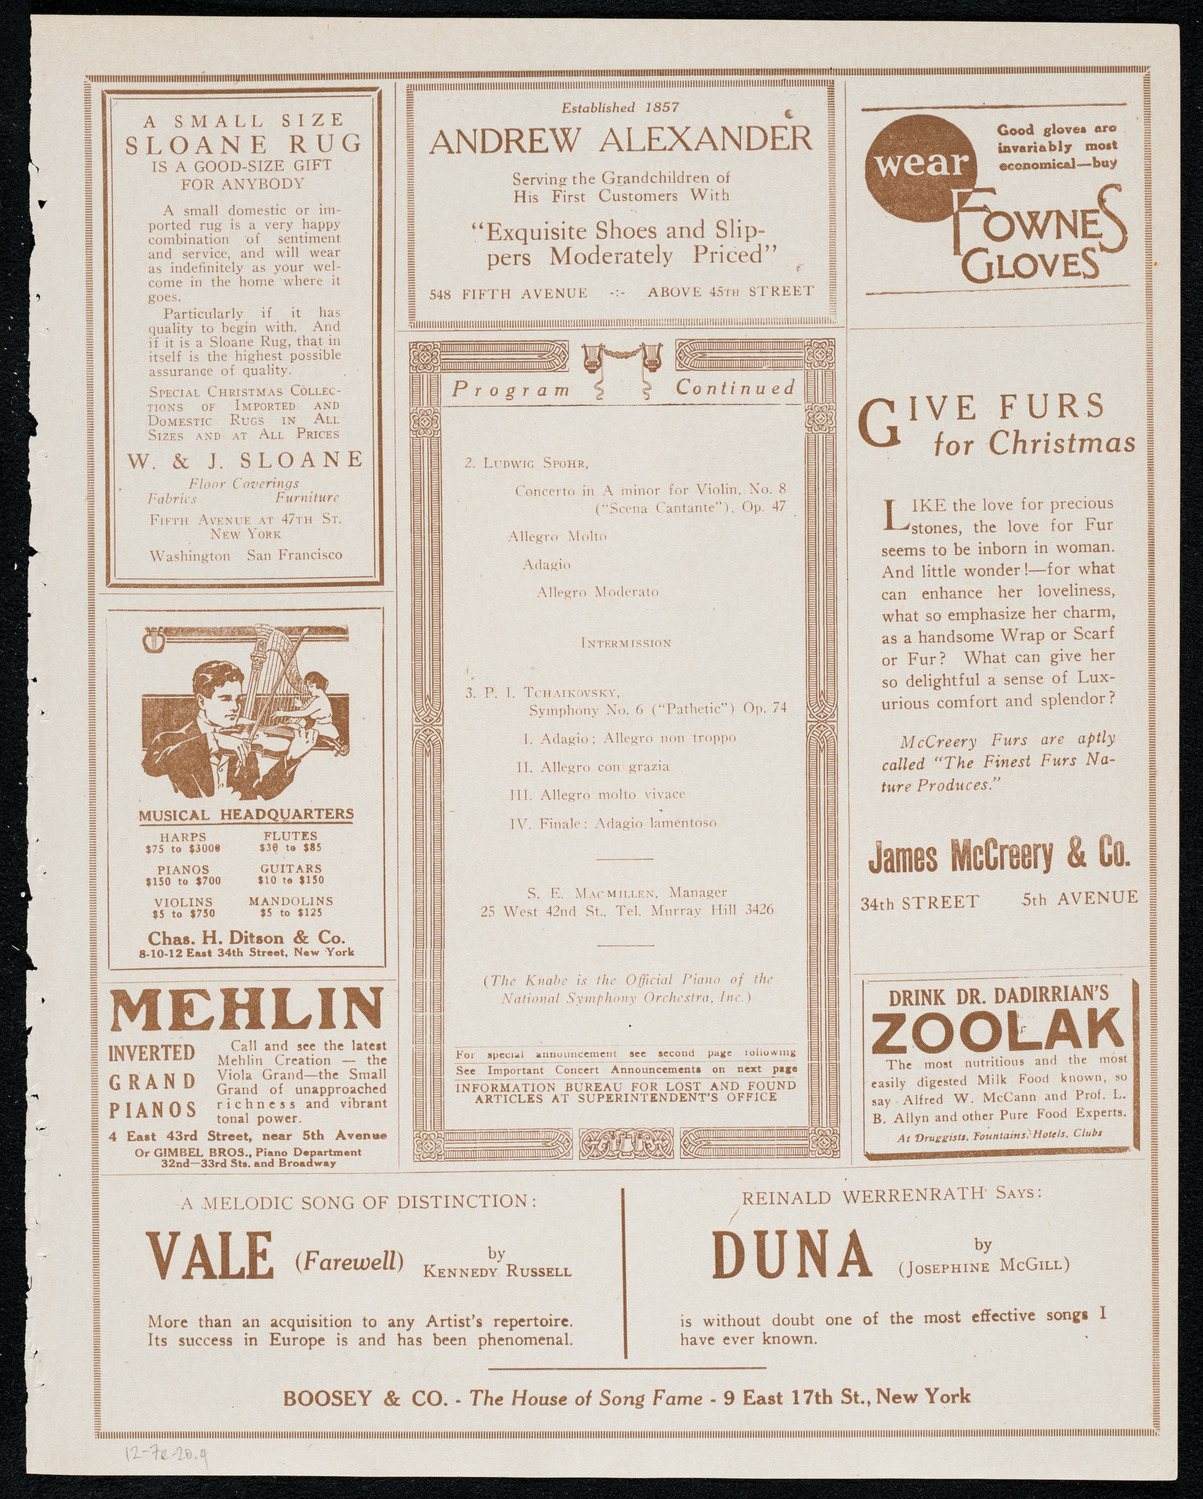 A SMALL SIZE
SLOANE RUG
IS A GOOD-SIZE GIFT
FOR ANYBODY
A small domestic or im-
ported rug is a very happy
combination of sentiment
and service, and will wear
as indefinitely as your wel-
come in the home where it
goes.
Particularly if it has
quality to begin with. And
if it is a Sloane Rug, that in
itself is the highest possible
assurance of quality.
Special Christmas Collec-
tions of Imported and
Domestic Rugs in All
Sizes and at All Prices
W. & J. SLOANE
Floor Coverings
Fabrics Furniture
Fifth Avenue at 47th St.
New York
Washington San Francisco
MUSICAL HEADQUARTERS
HARPS FLUTES
$75 to $3000 $30 to $85
PIANOS GUITARS
$150 to $700 $10 to $150
VIOLINS MANDOLINS
$5 to $750 $5 to $125
Chas. H. Ditson & Co.
8-10-12 East 34th Street, New York
MEHLIN
INVERTED
GRAND
PIANOS
Call and see the latest
Mehlin Creation — the
Viola Grand—the Small
Grand of unapproached
richness and vibrant
tonal power.
4 East 43rd Street, near 5th Avenue
Or GIMBEL BROS., Piano Department
32nd—33rd Sts. and Broadway
Established 1857
ANDREW ALEXANDER
Serving the Grandchildren of
His First Customers With
"Exquisite Shoes and Slip-
pers Moderately Priced"
548 FIFTH AVENUE -:- ABOVE 45TH STREET
Program Continued
2. Ludwig Spohr,
Concerto in A minor for Violin, No. 8
("Scena Cantante"), Op. 47
Allegro Molto
Adagio
Allegro Moderato
Intermission
3. P. I. Tchaikovsky,
Symphony No. 6 ("Pathetic") Op. 74
I. Adagio; Allegro non troppo
II. Allegro con grazia
III. Allegro molto vivace
IV. Finale; Adagio lamentoso
S. E. Macmillen, Manager
25 West 42nd St., Tel. Murray Hill 3426
(The Knabe is the Official Piano of the
National Symphony Orchestra, Inc.)
For special announcement see second page following
See Important Concert Announcements on next page
INFORMATION BUREAU FOR LOST AND FOUND
ARTICLES AT SUPERINTENDENT'S OFFICE
wear
Good gloves are
invariably most
economical—buy
FOWNES
GLOVES
GIVE FURS
for Christmas
LIKE the love for precious
stones, the love for Fur
seems to be inborn in woman.
And little wonder!—for what
can enhance her loveliness,
what so emphasize her charm,
as a handsome Wrap or Scarf
or Fur? What can give her
so delightful a sense of Lux-
urious comfort and splendor?
McCreery Furs are aptly
called "The Finest Furs Na-
ture Produces."
James McCreery & Co.
34th STREET 5th AVENUE
DRINK DR. DADIRRIAN'S
ZOOLAK
The most nutritious and the most
easily digested Milk Food known, so
say Alfred W. McCann and Prof. L.
B. Allyn and other Pure Food Experts.
At Druggists, Fountains, Hotels, Clubs
A MELODIC SONG OF DISTINCTION:
VALE (Farewell) by
KENNEDY RUSSELL
More than an acquisition to any Artist's repertoire.
Its success in Europe is and has been phenomenal.
REINALD WERRENRATH Says:
DUNA by
(JOSEPHINE McGILL)
is without doubt one of the most effective songs I
have ever known.
BOOSEY & CO. - The House of Song Fame - 9 East 17th St., New York
12-7e-20.9